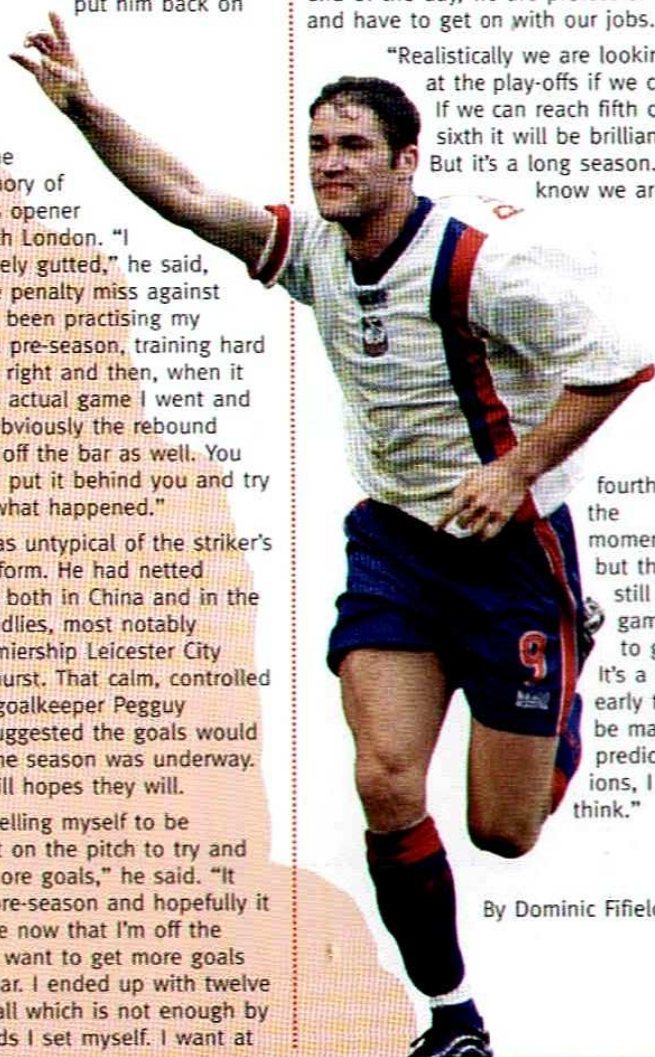 put him back on
e
ory of
opener
h London. "I
ely gutted," he said,
penalty miss against
been practising my
pre-season, training hard
right and then, when it
actual game I went and
bviously the rebound
off the bar as well. You
put it behind you and try
what happened."
as untypical of the striker's
form. He had netted
both in China and in the
dlies, most notably
miership Leicester City
urst. That calm, controlled
goalkeeper Pegguy
uggested the goals would
he season was underway.
ill hopes they will.
elling myself to be
t on the pitch to try and
ore goals," he said. "It
re-season and hopefully it
e now that I'm off the
want to get more goals
ar. I ended up with twelve
all which is not enough by
ds I set myself. I want at
and have to get on with our jobs.
"Realistically we are lookin
at the play-offs if we c
If we can reach fifth o
sixth it will be brillian
But it's a long season.
know we ar
fourth
the
momen
but th
still
gam
to g
It's a
early t
be ma
predic
ions, I
think."
By Dominic Fifield
9